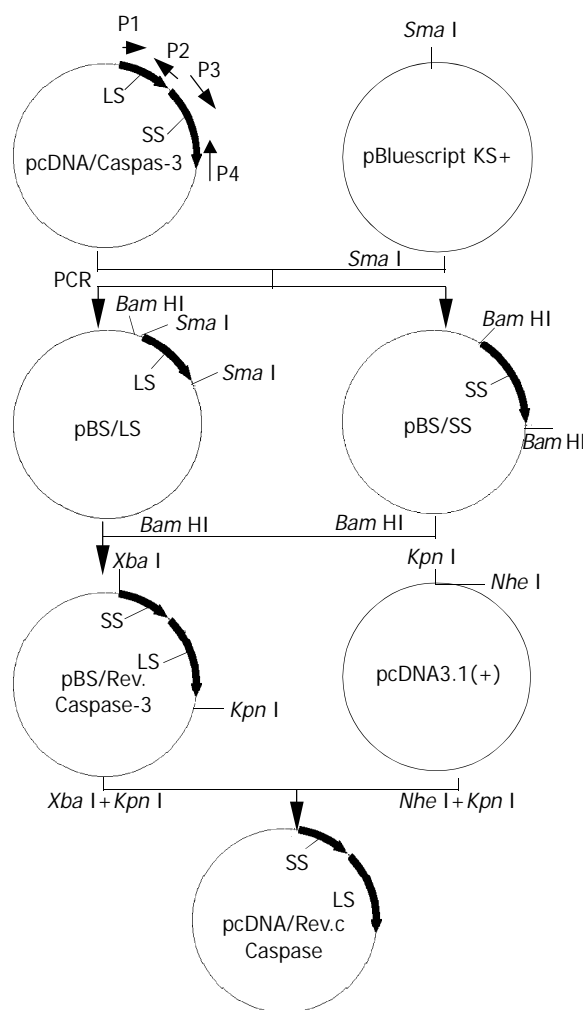 P1
P2
P3
LS
SS
pcDNA/Caspas-3
P4
Sma I
pBluescript KS+
Sma I
PCR
Bam HI
Sma I
LS
Sma I
pBS/LS
Bam HI
SS
pBS/SS
Bam HI
Bam HI
Bam HI
Xba I
SS
LS
pBS/Rev.
Caspase-3
Kpn I
Kpn I
Nhe I
pcDNA3.1(+)
Xba I+Kpn I
Nhe I+Kpn I
SS
LS
pcDNA/Rev.c
Caspase